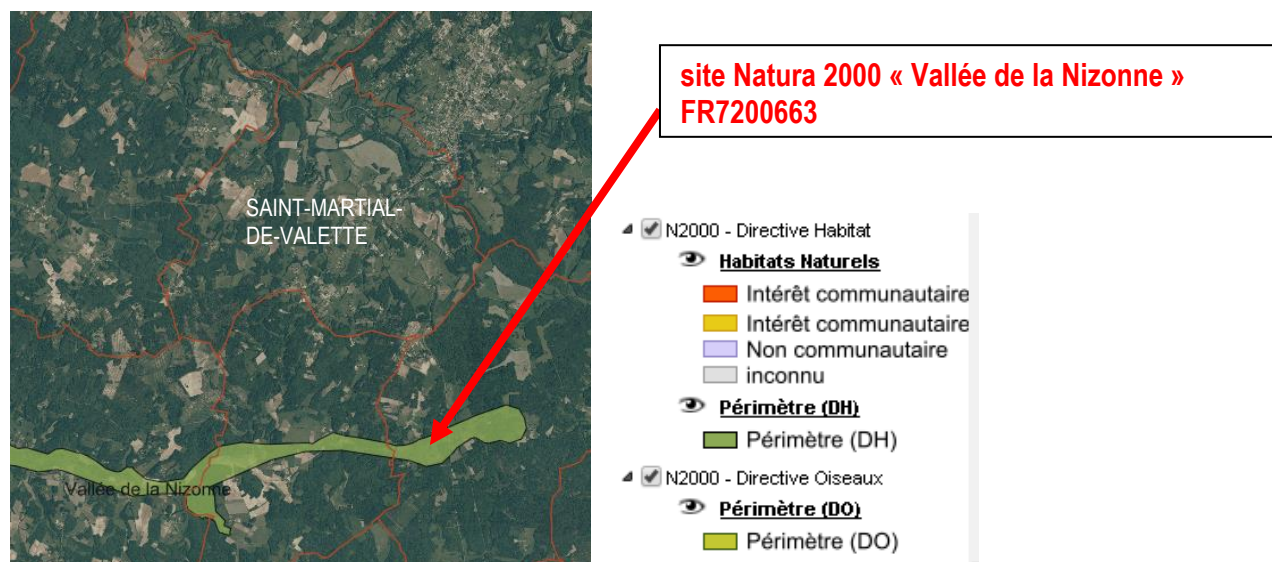 site Natura 2000 « Vallée de la Nizonne »
FR7200663
SAINT-MARTIAL-
DE-VALETTE
Vallée de la Nizonne
N2000 - Directive Habitat
Habitats Naturels
Intérêt communautaire
Intérêt communautaire
Non communautaire
inconnu
Périmètre (DH)
Périmètre (DH)
N2000 - Directive Oiseaux
Périmètre (DO)
Périmètre (DO)